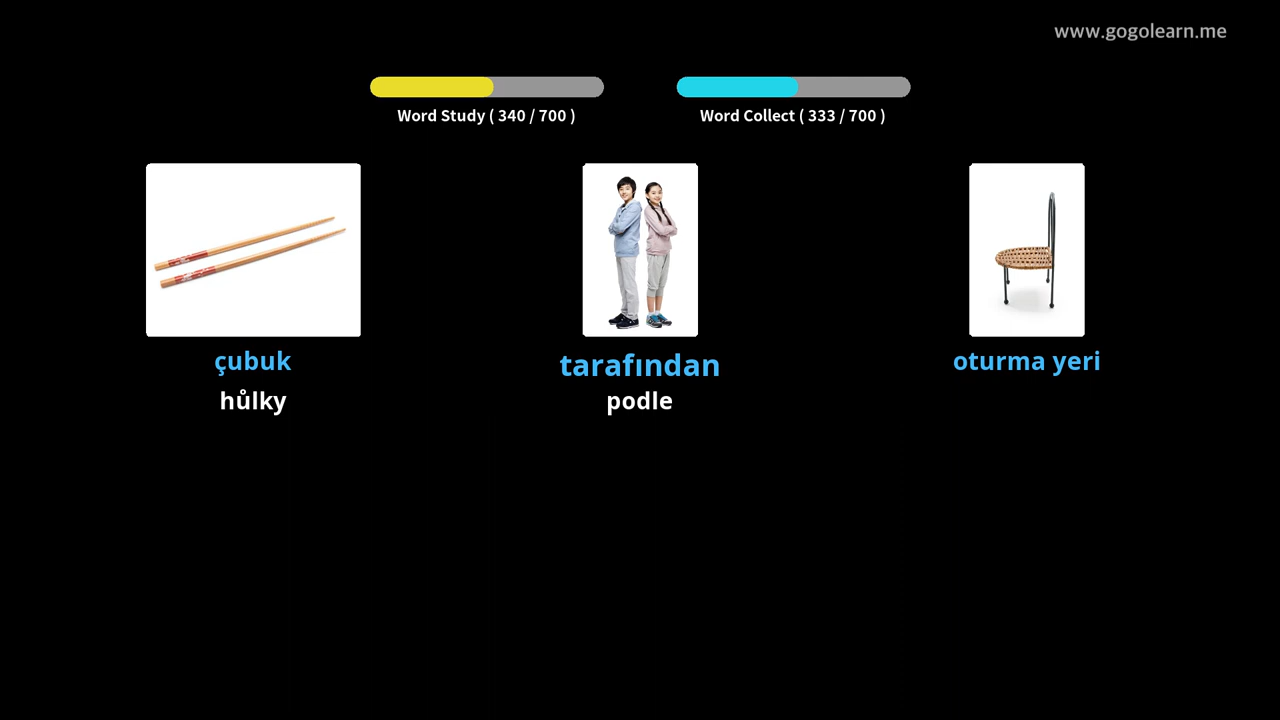 www.gogolearn.me
Word Study ( 340 / 700 )
Word Collect ( 333 / 700 )
çubuk
tarafından
oturma yeri
hůlky
podle